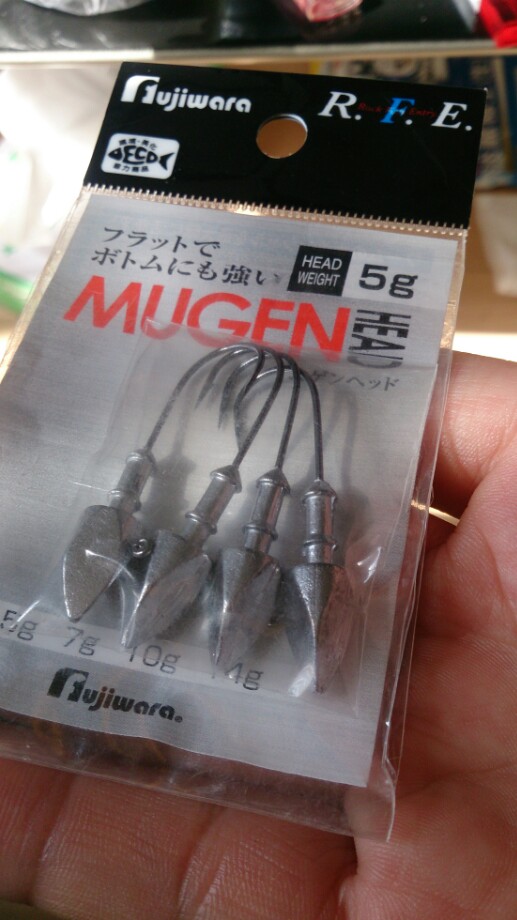 Fujiwara
R. F. E.
ECO
フラットで
ボトムにも強い
HEAD
WEIGHT
5g
MUGEN
HEAD
ゲンヘッド
5g 7g 10g 14g
Fujiwara.